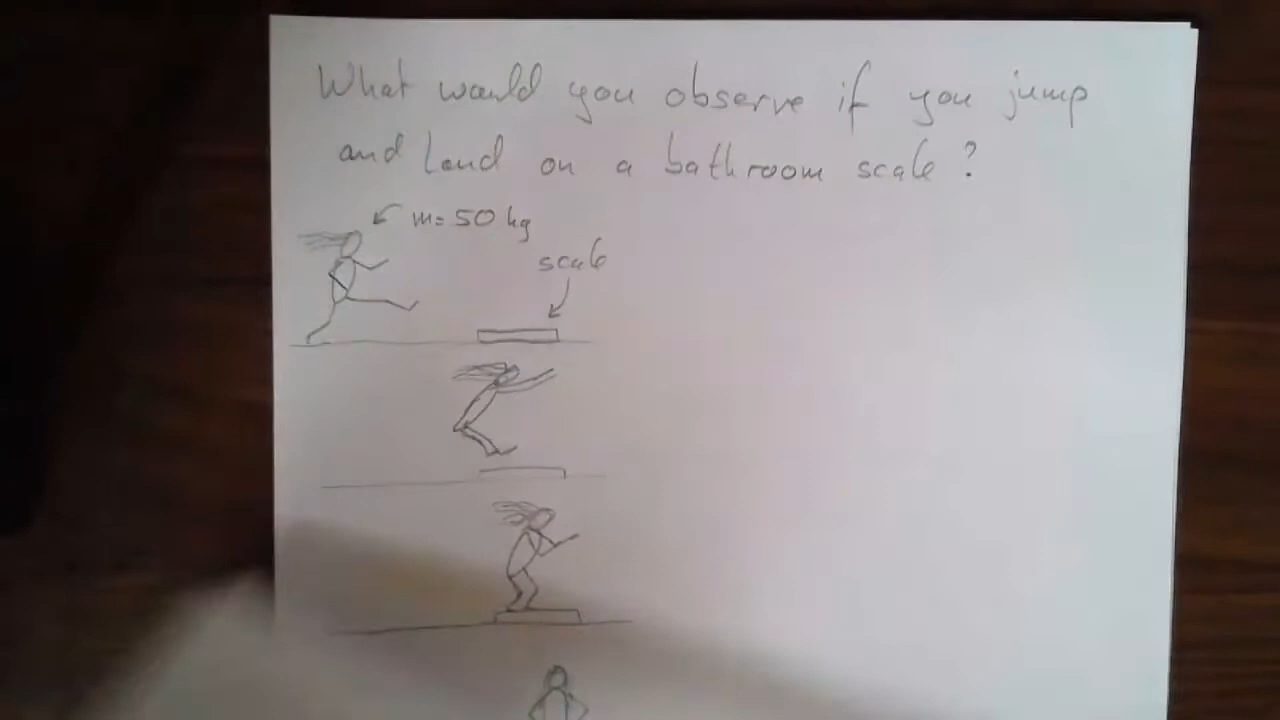 What would you observe if you jump
and land on a bathroom scale?
m=50 kg
scale